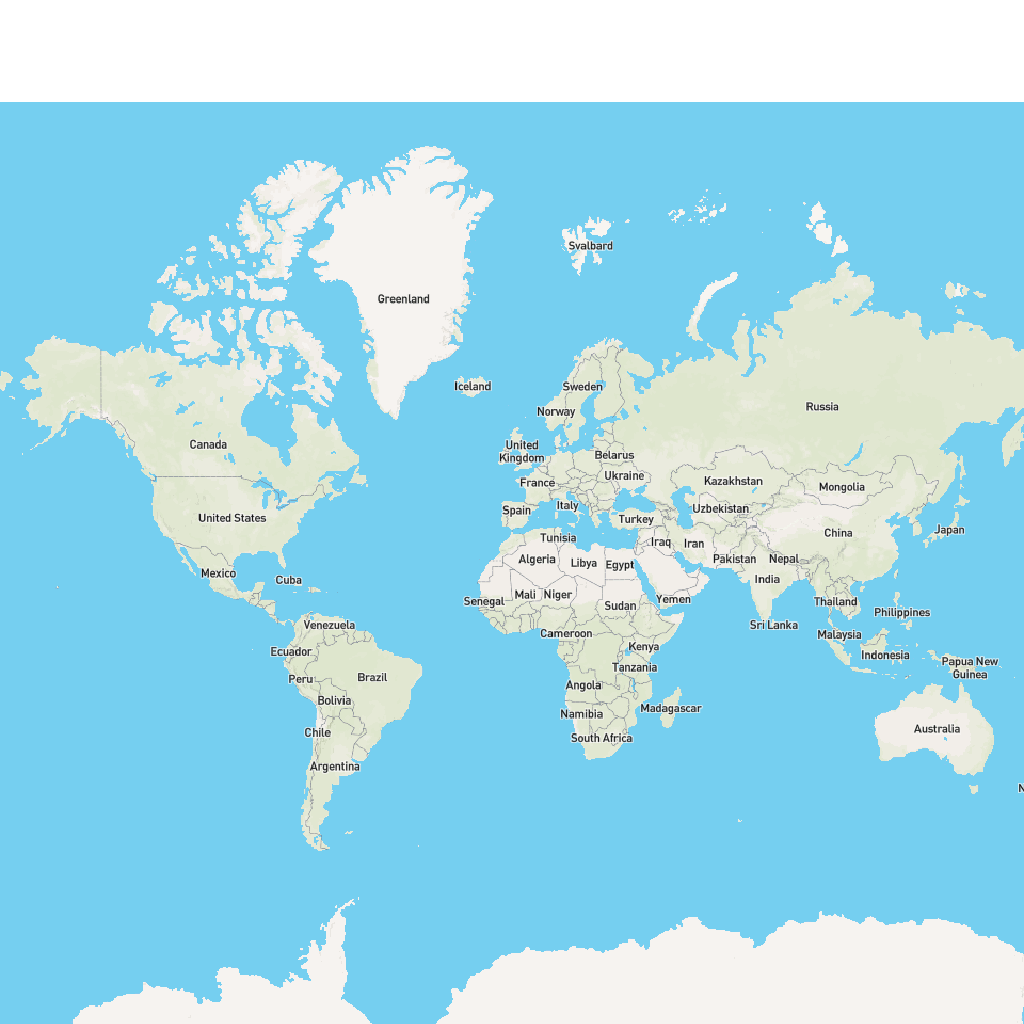 Svalbard
Greenland
Iceland
Sweden
Russia
Norway
Canada
United
Kingdom
Belarus
Ukraine
France
Kazakhstan
Mongolia
Spain
Italy
Uzbekistan
United States
Turkey
Japan
China
Tunisia
Iraq
Iran
Algeria
Libya
Egypt
Pakistan
Nepal
Mexico
Cuba
India
Senegal
Mali
Niger
Yemen
Thailand
Sudan
Philippines
Venezuela
Sri Lanka
Cameroon
Malaysia
Kenya
Ecuador
Indonesia
Papua New
Guinea
Tanzania
Peru
Brazil
Angola
Bolivia
Madagascar
Namibia
Chile
Australia
South Africa
Argentina
N